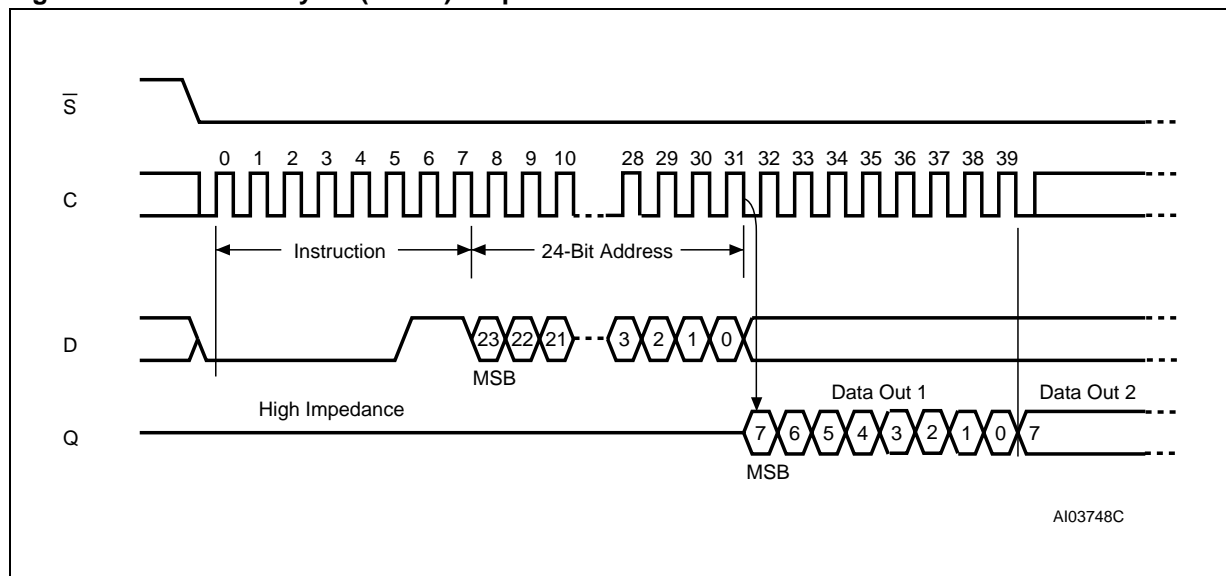 S
0 1 2 3 4 5 6 7 8 9 10 28 29 30 31 32 33 34 35 36 37 38 39
C
Instruction 24-Bit Address
D 23 22 21 3 2 1 0
MSB
High Impedance Data Out 1 Data Out 2
Q 7 6 5 4 3 2 1 0 7
MSB
AI03748C